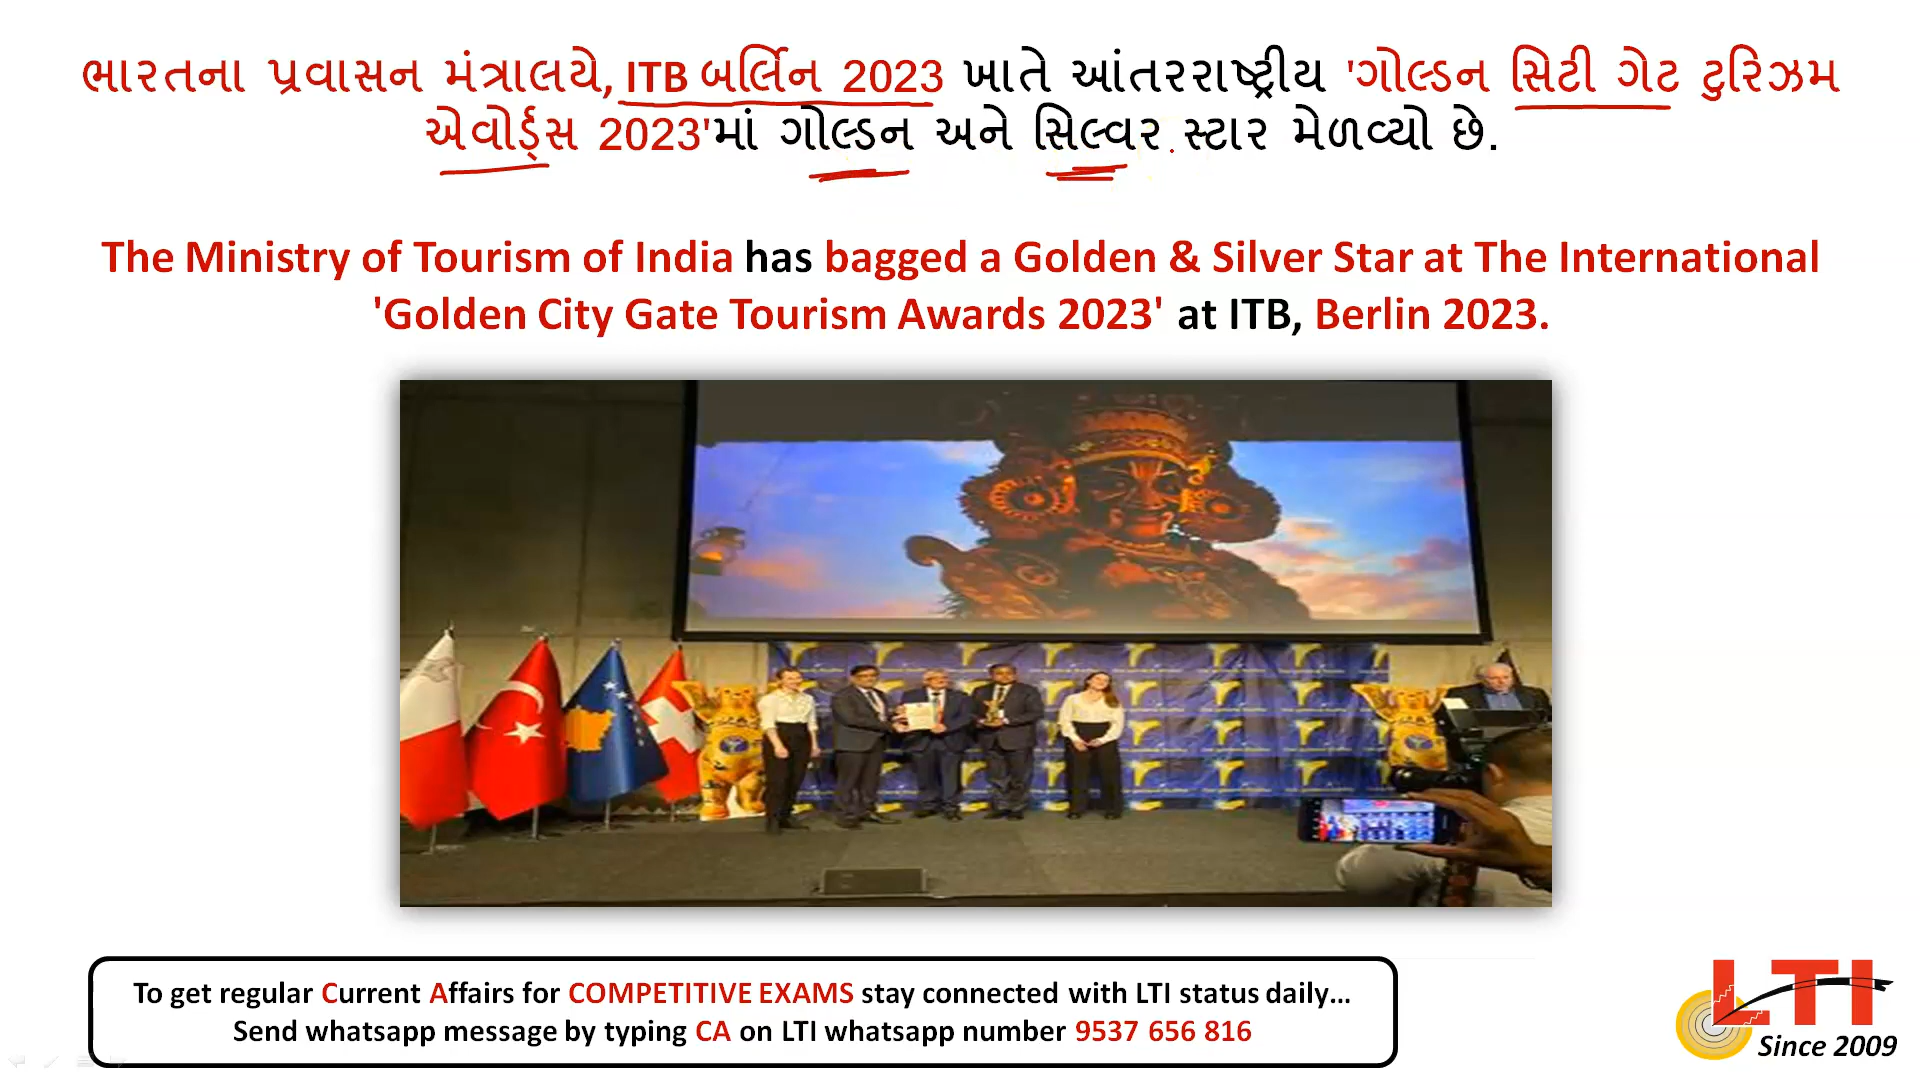 ભારતના પ્રવાસન મંત્રાલયે, ITB બર્લિન 2023 ખાતે આંતરરાષ્ટ્રીય 'ગોલ્ડન સિટી ગેટ ટુરિઝમ
એવોર્ડ્સ 2023'માં ગોલ્ડન અને સિલ્વર સ્ટાર મેળવ્યો છે.
The Ministry of Tourism of India has bagged a Golden & Silver Star at The International
'Golden City Gate Tourism Awards 2023' at ITB, Berlin 2023.
To get regular Current Affairs for COMPETITIVE EXAMS stay connected with LTI status daily...
Send whatsapp message by typing CA on LTI whatsapp number 9537 656 816
LTI
Since 2009